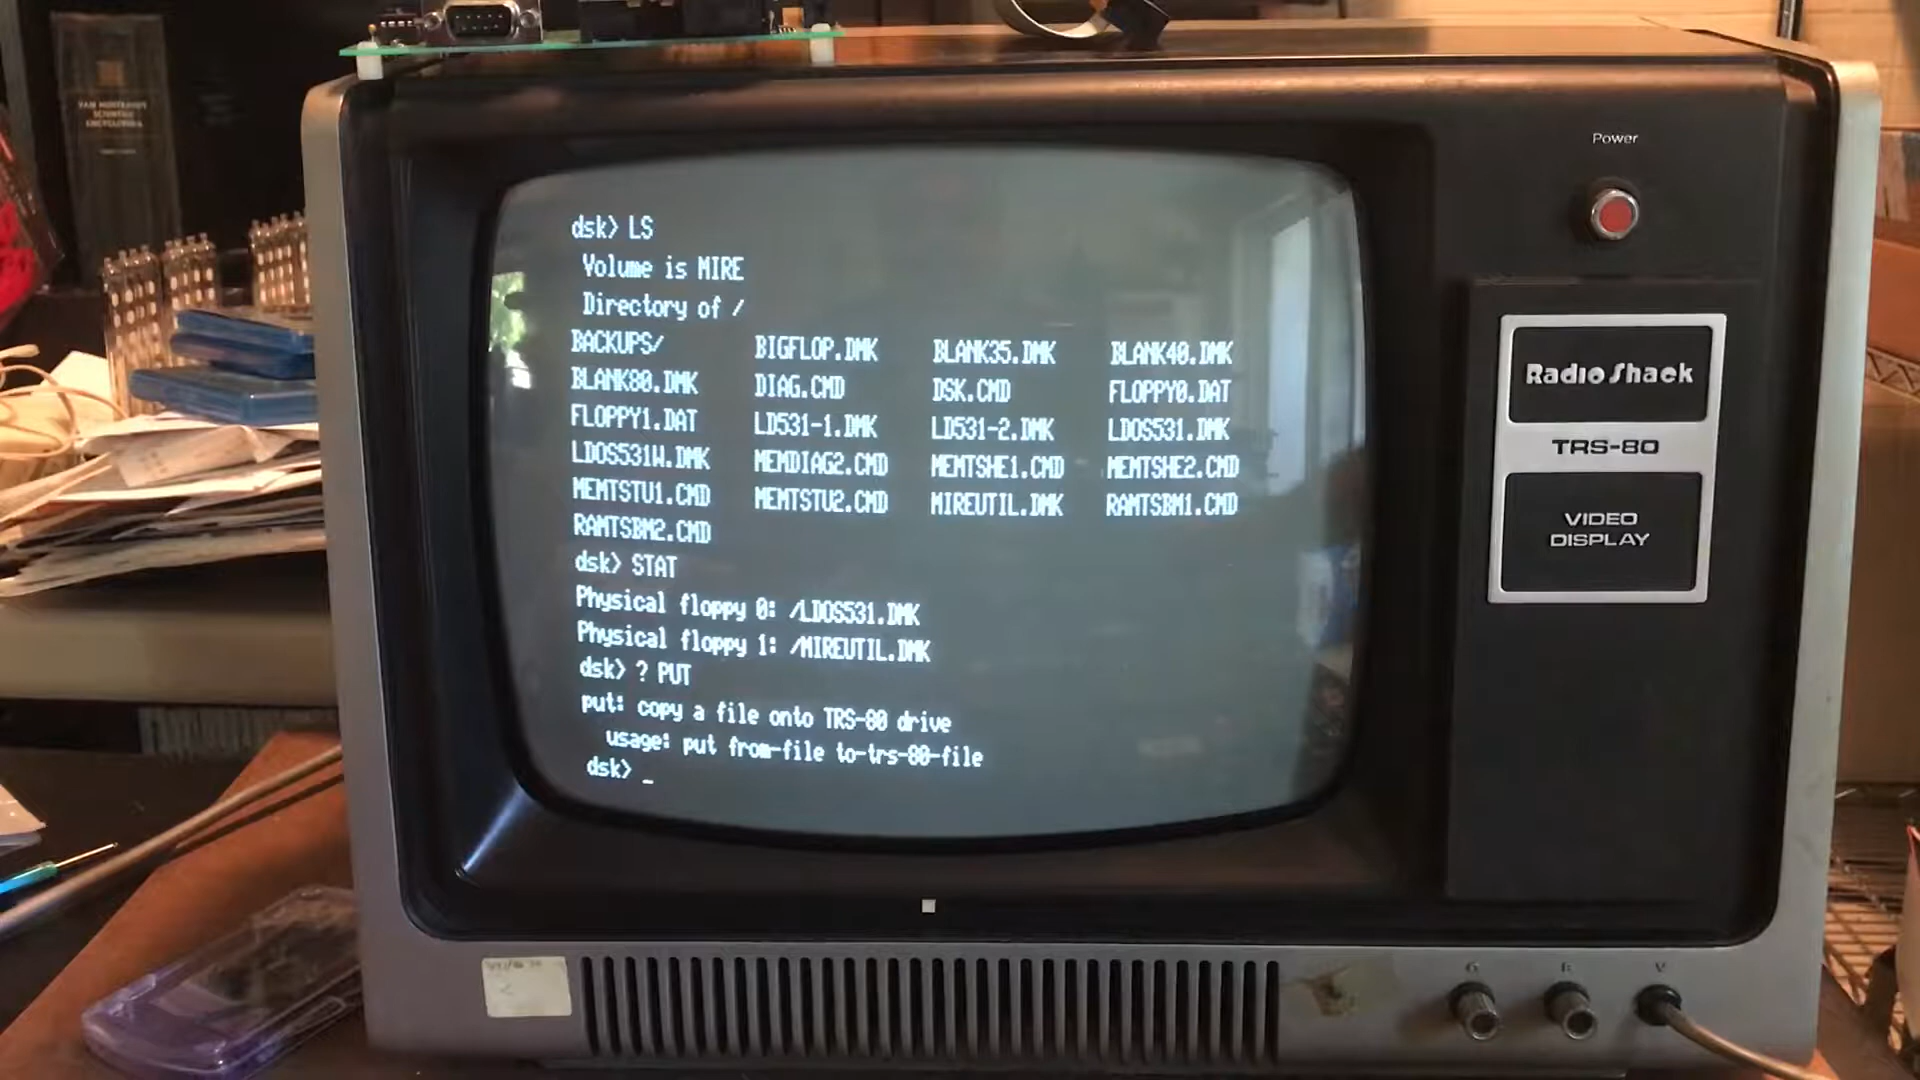 VAN NOSTRAND'S
SCIENTIFIC
ENCYCLOPEDIA
Power
dsk> LS
Volume is MIRE
Directory of /
BACKUPS/ BIGFLOP.DMK BLANK35.DMK BLANK40.DMK
BLANK80.DMK DIAG.CMD DSK.CMD FLOPPY0.DAT
FLOPPY1.DAT LD531-1.DMK LD531-2.DMK LDOS531.DMK
LDOS531W.DMK MEMDIAG2.CMD MEMTSHE1.CMD MEMTSHE2.CMD
MEMTSTU1.CMD MEMTSTU2.CMD MIREUTIL.DMK RAMTSBM1.CMD
RAMTSBM2.CMD
dsk> STAT
Physical floppy 0: /LDOS531.DMK
Physical floppy 1: /MIREUTIL.DMK
dsk> ? PUT
put: copy a file onto TRS-80 drive
usage: put from-file to-trs-80-file
dsk> _
Radio Shack
TRS-80
VIDEO
DISPLAY